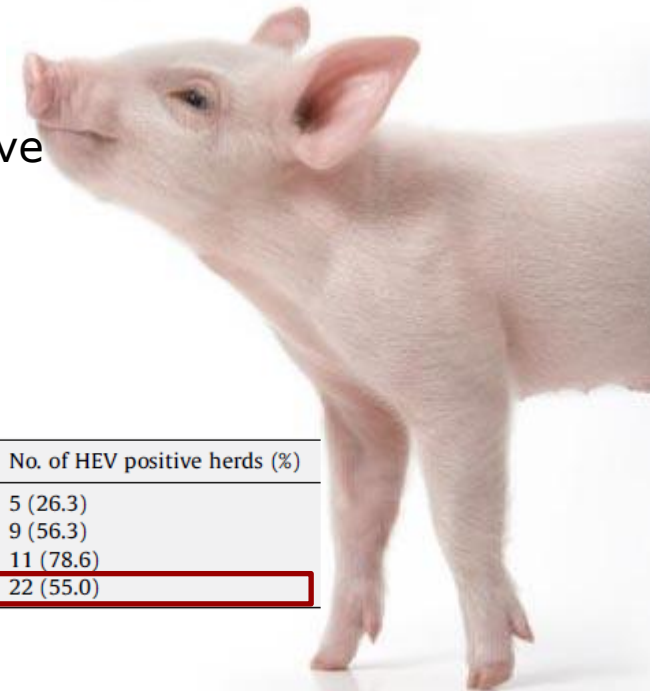 ve
No. of HEV positive herds (%)
5 (26.3)
9 (56.3)
11 (78.6)
22 (55.0)